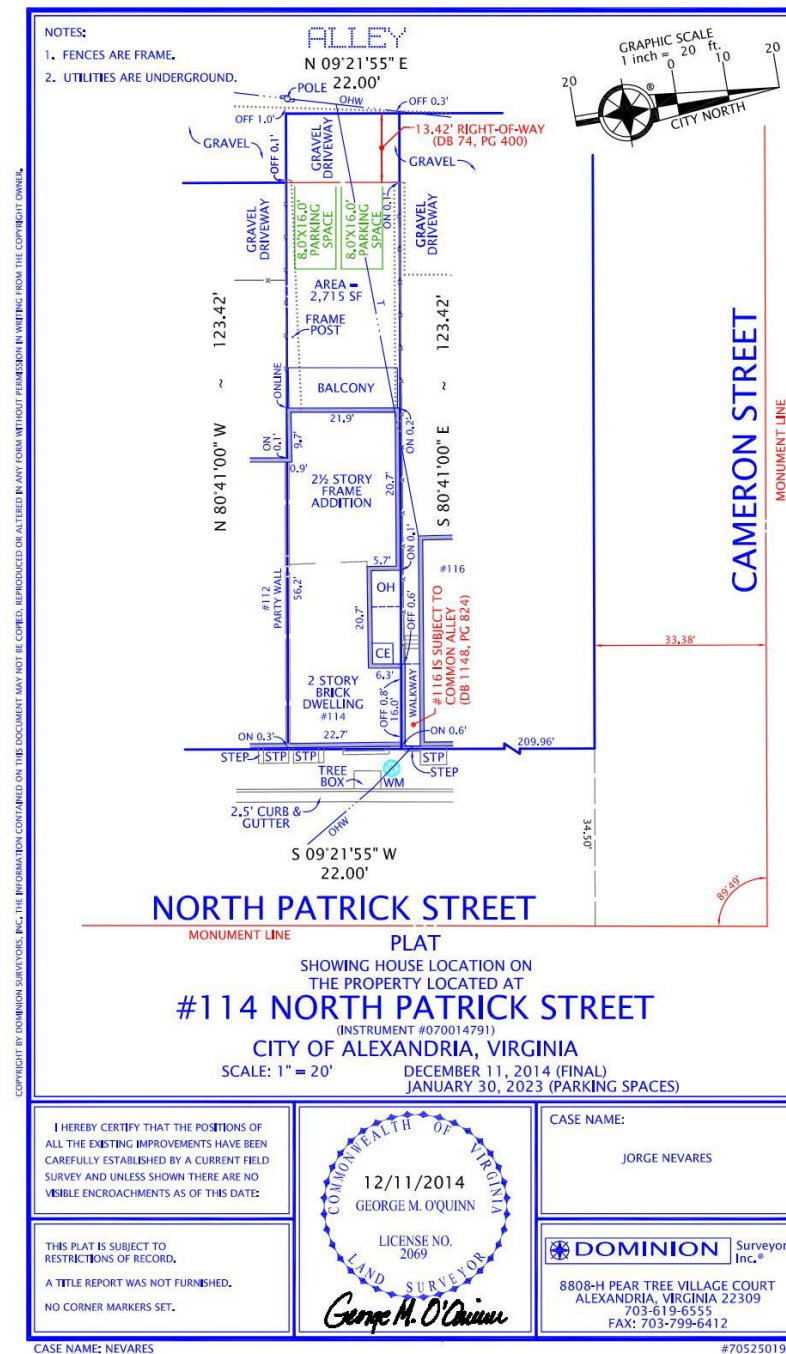 NOTES:
1. FENCES ARE FRAME.
2. UTILITIES ARE UNDERGROUND.
ALLEY
N 09°21'55" E
22.00'
GRAPHIC SCALE
1 inch = 20 ft.
20
0
10
20
®
CITY NORTH
POLE
OHW
OFF 0.3'
OFF 1.0'
13.42' RIGHT-OF-WAY
(DB 74, PG 400)
GRAVEL
OFF 0.1'
GRAVEL
DRIVEWAY
GRAVEL
ON 0.1'
GRAVEL
DRIVEWAY
8.0'X16.0'
PARKING
SPACE
8.0'X16.0'
PARKING
SPACE
GRAVEL
DRIVEWAY
AREA =
2,715 SF
T
FRAME
POST
N 80°41'00" W ~ 123.42'
S 80°41'00" E ~ 123.42'
ONLINE
BALCONY
21.9'
ON
0.1'
9.7'
0.9'
ON 0.2'
2½ STORY
FRAME
ADDITION
20.7'
ON 0.1'
5.7'
#116
#112
PARTY WALL
56.2'
OH
20.7'
OFF 0.6'
CE
6.3'
#116 IS SUBJECT TO
COMMON ALLEY
(DB 1148, PG 824)
2 STORY
BRICK
DWELLING
#114
OFF 0.8'
16.0'
WALKWAY
ON 0.3'
22.7'
ON 0.6'
209.96'
STEP
STP
STP
STP
STEP
TREE
BOX
WM
2.5' CURB &
GUTTER
OHW
S 09°21'55" W
22.00'
33.38'
34.50'
89°49'
CAMERON STREET
MONUMENT LINE
NORTH PATRICK STREET
MONUMENT LINE
PLAT
SHOWING HOUSE LOCATION ON
THE PROPERTY LOCATED AT
#114 NORTH PATRICK STREET
(INSTRUMENT #070014791)
CITY OF ALEXANDRIA, VIRGINIA
SCALE: 1" = 20'
DECEMBER 11, 2014 (FINAL)
JANUARY 30, 2023 (PARKING SPACES)
COPYRIGHT BY DOMINION SURVEYORS, INC. THE INFORMATION CONTAINED ON THIS DOCUMENT MAY NOT BE COPIED, REPRODUCED OR ALTERED IN ANY FORM WITHOUT PERMISSION IN WRITING FROM THE COPYRIGHT OWNER.
I HEREBY CERTIFY THAT THE POSITIONS OF
ALL THE EXISTING IMPROVEMENTS HAVE BEEN
CAREFULLY ESTABLISHED BY A CURRENT FIELD
SURVEY AND UNLESS SHOWN THERE ARE NO
VISIBLE ENCROACHMENTS AS OF THIS DATE:
THIS PLAT IS SUBJECT TO
RESTRICTIONS OF RECORD.
A TITLE REPORT WAS NOT FURNISHED.
NO CORNER MARKERS SET.
COMMONWEALTH OF VIRGINIA
12/11/2014
GEORGE M. O'QUINN
LICENSE NO.
2069
LAND SURVEYOR
George M. O'Quinn
CASE NAME:
JORGE NEVARES
DOMINION
Surveyor
Inc.®
8808-H PEAR TREE VILLAGE COURT
ALEXANDRIA, VIRGINIA 22309
703-619-6555
FAX: 703-799-6412
CASE NAME: NEVARES
#70525019